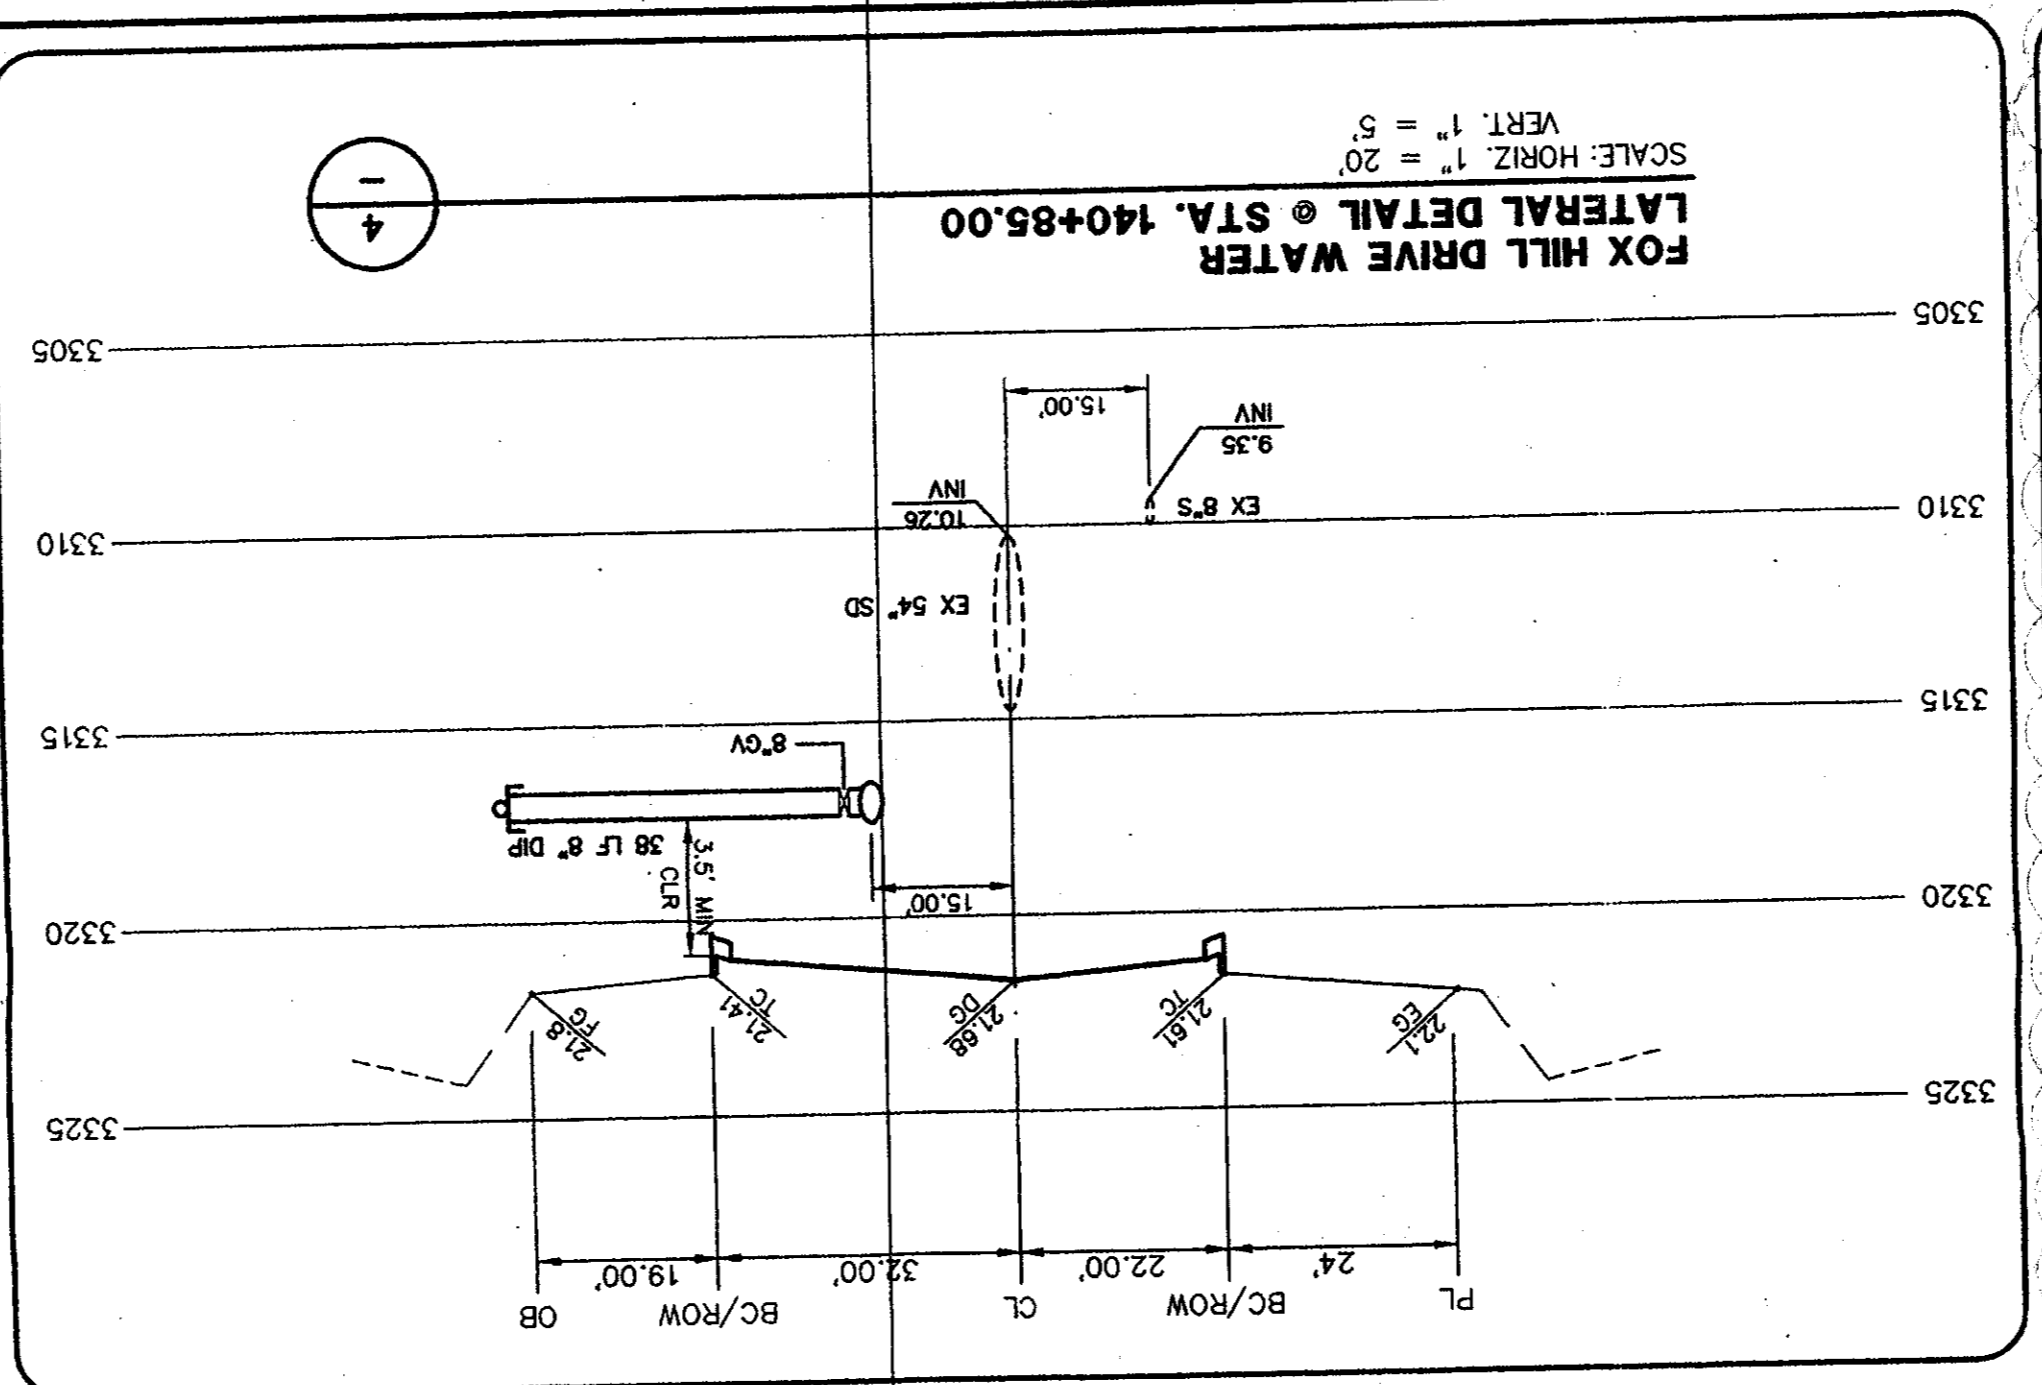 PL
BC/ROW
CL
BC/ROW
OB
24'
22.00'
32.00'
19.00'
3325
3325
22.1
EG
21.61
TC
21.68
DG
21.41
TC
21.8
FG
3320
3320
15.00'
3.5' MIN
CLR
38 LF 8" DIP
8"GV
3315
3315
EX 54" SD
3310
3310
EX 8"S
10.26
INV
9.35
INV
15.00'
3305
3305
FOX HILL DRIVE WATER
LATERAL DETAIL @ STA. 140+85.00
SCALE: HORIZ. 1" = 20'
VERT. 1" = 5'
4
–